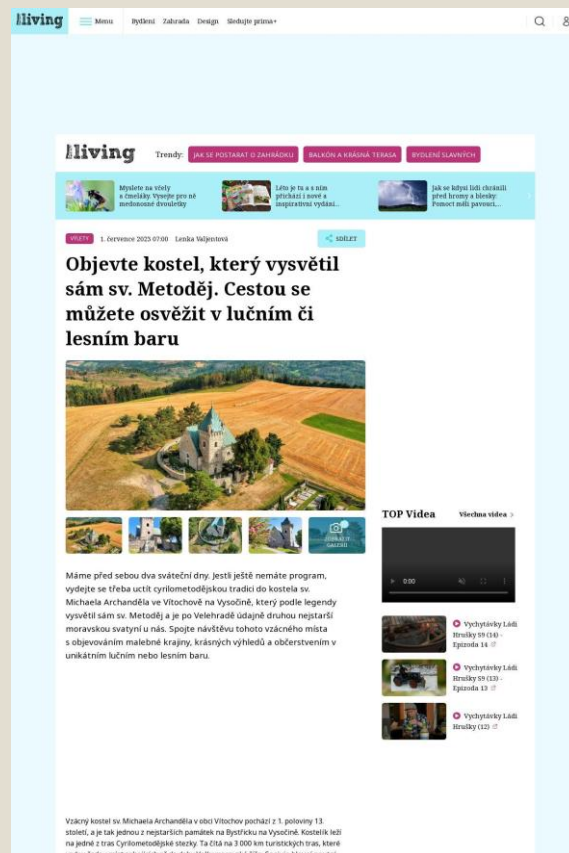 living
Menu
Bydlení Zahrada Design Sledujte prima+
living
Trendy: JAK SE POSTARAT O ZAHRÁDKU BALKÓN A KRÁSNÁ TERASA BYDLENÍ SLAVNÝCH
Myslete na včely
a čmeláky. Vysejte pro ně
medonosné dvouletky
Léto je tu a s ním
přichází i nové a
inspirativní vydání...
Jak se kdysi lidi chránili
před hromy a blesky:
Pomoct měli pavouci,...
VÝLETY 1. července 2023 07:00 Lenka Valjentová
SDÍLET
Objevte kostel, který vysvětil
sám sv. Metoděj. Cestou se
můžete osvěžit v lučním či
lesním baru
ZOBRAZIT
GALERII
Máme před sebou dva sváteční dny. Jestli ještě nemáte program,
vydejte se třeba uctít cyrilometodějskou tradici do kostela sv.
Michaela Archanděla ve Vítochově na Vysočině, který podle legendy
vysvětil sám sv. Metoděj a je po Velehradě údajně druhou nejstarší
moravskou svatyní u nás. Spojte návštěvu tohoto vzácného místa
s objevováním malebné krajiny, krásných výhledů a občerstvením v
unikátním lučním nebo lesním baru.
TOP Videa Všechna videa
0:00
Vychytávky Ládi
Hrušky S9 (14) -
Epizoda 14
Vychytávky Ládi
Hrušky S9 (13) -
Epizoda 13
Vychytávky Ládi
Hrušky (12)
Vzácný kostel sv. Michaela Archanděla v obci Vítochov pochází z 1. poloviny 13.
století, a je tak jednou z nejstarších památek na Bystřicku na Vysočině. Kostelík leží
na jedné z tras Cyrilometodějské stezky. Ta čítá na 3 000 km turistických tras, které